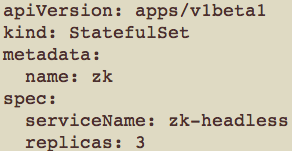 apiVersion: apps/v1beta1
kind: StatefulSet
metadata:
  name: zk
spec:
  serviceName: zk-headless
  replicas: 3